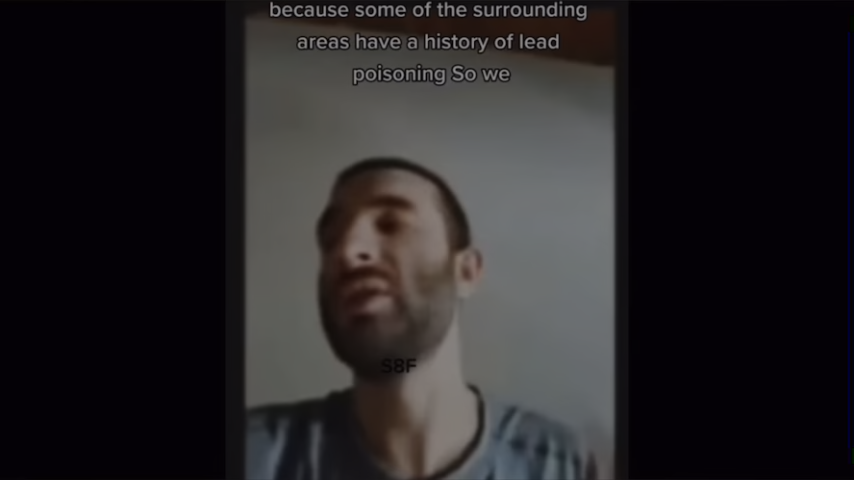 because some of the surrounding
areas have a history of lead
poisoning So we
S8F